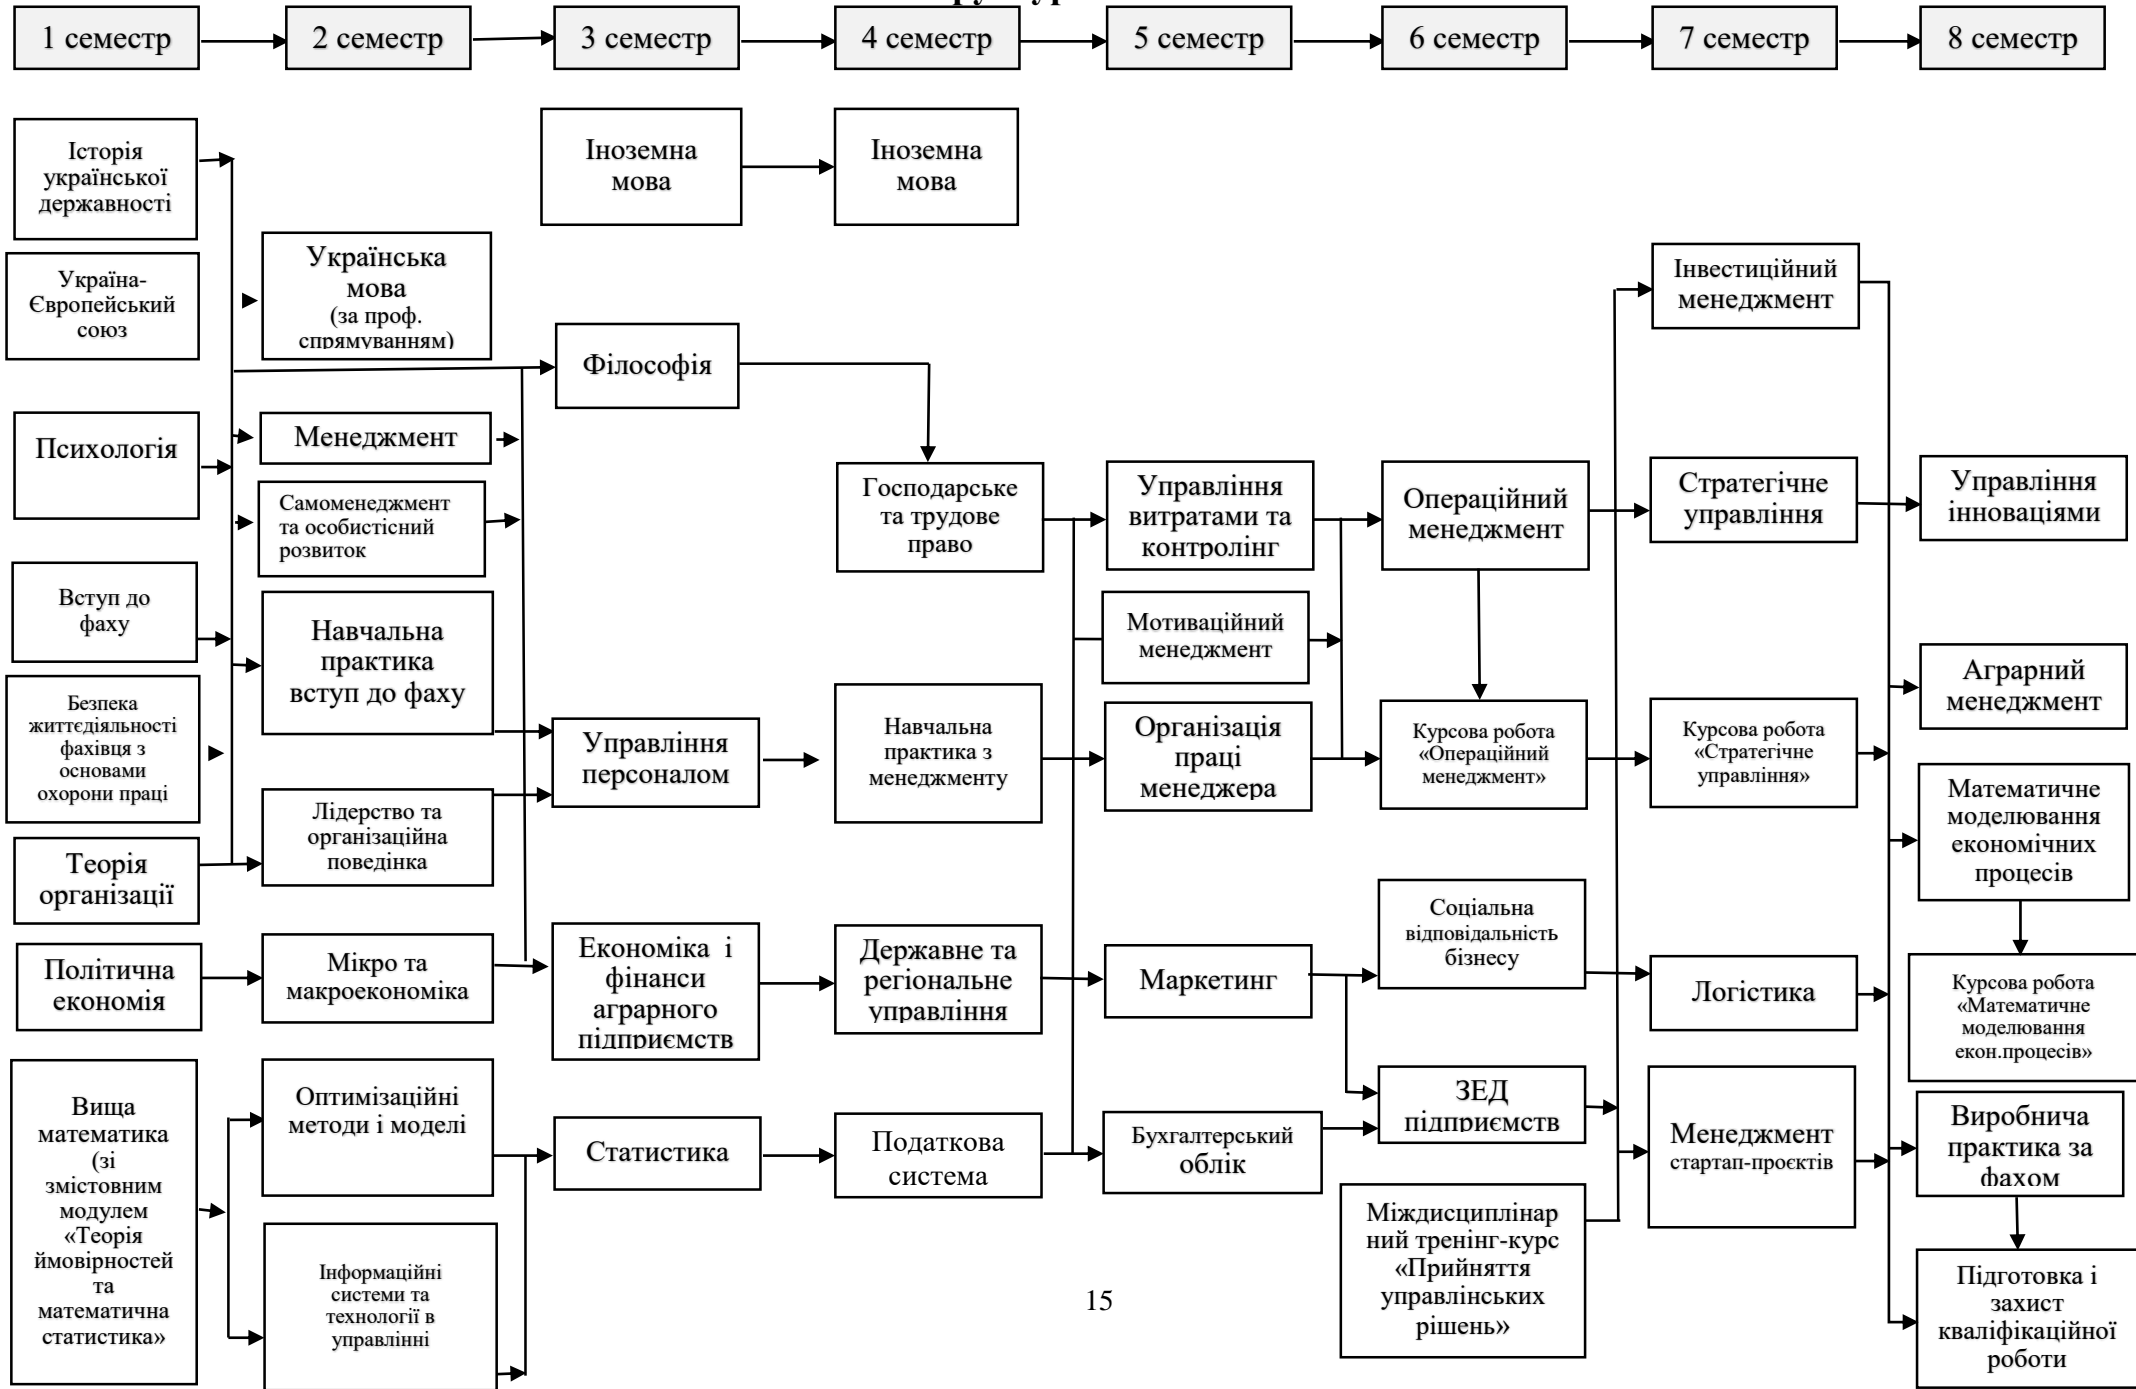 1 семестр
2 семестр
3 семестр
4 семестр
5 семестр
6 семестр
7 семестр
8 семестр
Історія
української
державності
Україна-
Європейський
союз
Психологія
Вступ до
фаху
Безпека
життєдіяльності
фахівця з
основами
охорони праці
Теорія
організації
Політична
економія
Вища
математика
(зі
змістовним
модулем
«Теорія
ймовірностей
та
математична
статистика»
Українська
мова
(за проф.
спрямуванням)
Менеджмент
Самоменеджмент
та особистісний
розвиток
Навчальна
практика
вступ до фаху
Лідерство та
організаційна
поведінка
Мікро та
макроекономіка
Оптимізаційні
методи і моделі
Інформаційні
системи та
технології в
управлінні
Іноземна
мова
Філософія
Управління
персоналом
Економіка і
фінанси
аграрного
підприємств
Статистика
Іноземна
мова
Господарське
та трудове
право
Навчальна
практика з
менеджменту
Державне та
регіональне
управління
Податкова
система
Управління
витратами та
контролінг
Мотиваційний
менеджмент
Організація
праці
менеджера
Маркетинг
Бухгалтерський
облік
Операційний
менеджмент
Курсова робота
«Операційний
менеджмент»
Соціальна
відповідальність
бізнесу
ЗЕД
підприємств
Міждисциплінар
ний тренінг-курс
«Прийняття
управлінських
рішень»
Інвестиційний
менеджмент
Стратегічне
управління
Курсова робота
«Стратегічне
управління»
Логістика
Менеджмент
стартап-проєктів
Управління
інноваціями
Аграрний
менеджмент
Математичне
моделювання
економічних
процесів
Курсова робота
«Математичне
моделювання
екон.процесів»
Виробнича
практика за
фахом
Підготовка і
захист
кваліфікаційної
роботи
15